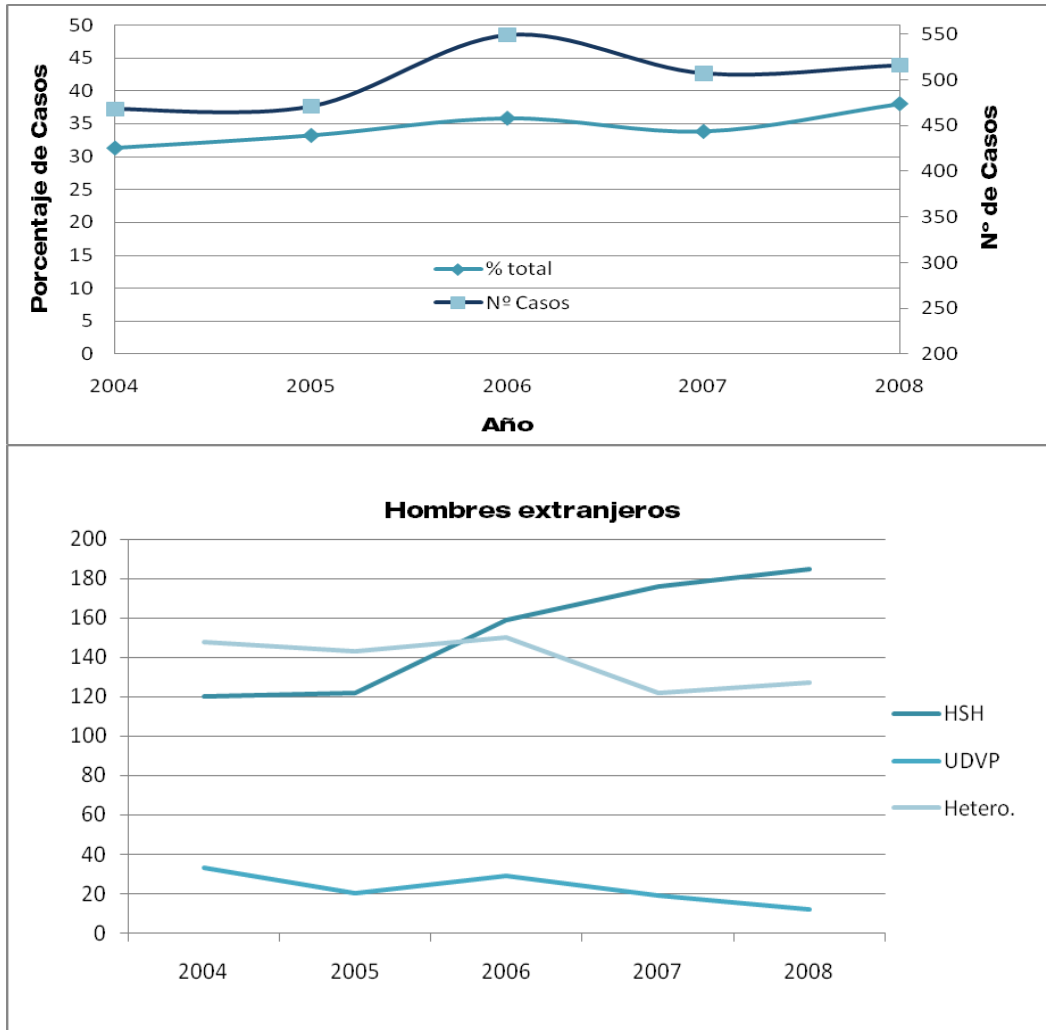 50
45
40
35
30
25
20
15
10
5
0
Porcentaje de Casos
550
500
450
400
350
300
250
200
Nº de Casos
% total
Nº Casos
2004 2005 2006 2007 2008
Año
Hombres extranjeros
200
180
160
140
120
100
80
60
40
20
0
HSH
UDVP
Hetero.
2004 2005 2006 2007 2008